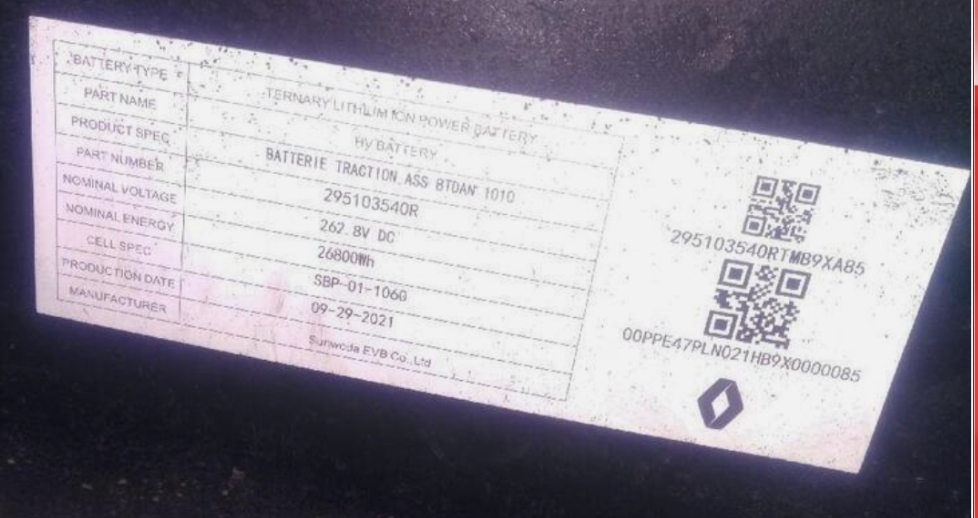 BATTERY TYPE TERNARY LITHLIM ION POWER BATTERY
PART NAME Hy BATTERY
PRODUCT SPEC BATTERIE TRACTION ASS BTDAN 1010
PART NUMBER 295103540R
NOMINAL VOLTAGE 262.8V DC
NOMINAL ENERGY 26800Wh
CELL SPEC SBP-01-1060
PRODUCTION DATE 09-29-2021
MANUFACTURER Sunwoda EVB Co.,Ltd
295103540RTMB9XA85
00PPE47PLN021HB9X0000085